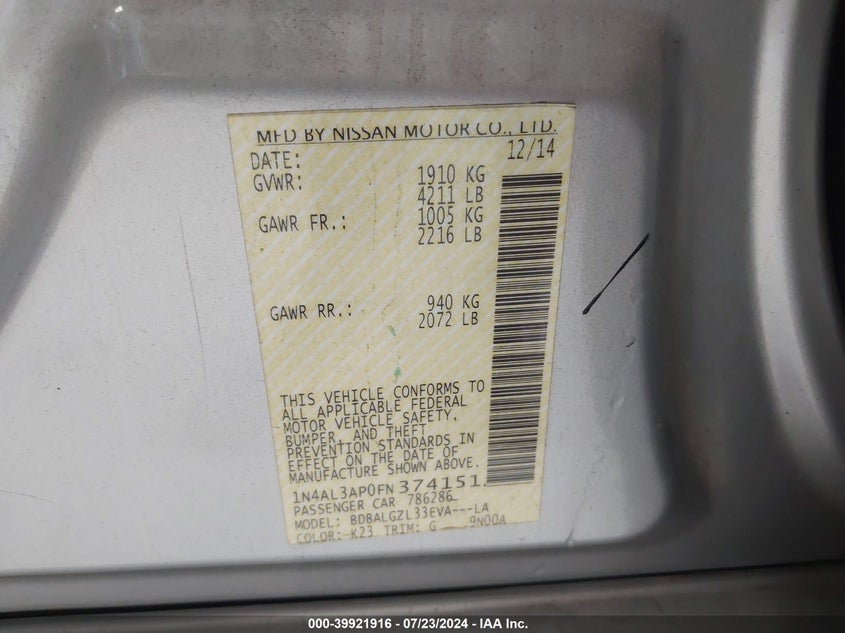 MFD BY NISSAN MOTOR CO., LTD.
DATE: 12/14
GVWR: 1910 KG
4211 LB
GAWR FR.: 1005 KG
2216 LB
GAWR RR.: 940 KG
2072 LB
THIS VEHICLE CONFORMS TO
ALL APPLICABLE FEDERAL
MOTOR VEHICLE SAFETY,
BUMPER, AND THEFT
PREVENTION STANDARDS IN
EFFECT ON THE DATE OF
MANUFACTURE SHOWN ABOVE.
1N4AL3AP0FN374151
PASSENGER CAR 786286
MODEL: BDBALGZL33EVA---LA
COLOR: K23 TRIM: G 9N00A
000-39921916 - 07/23/2024 - IAA Inc.